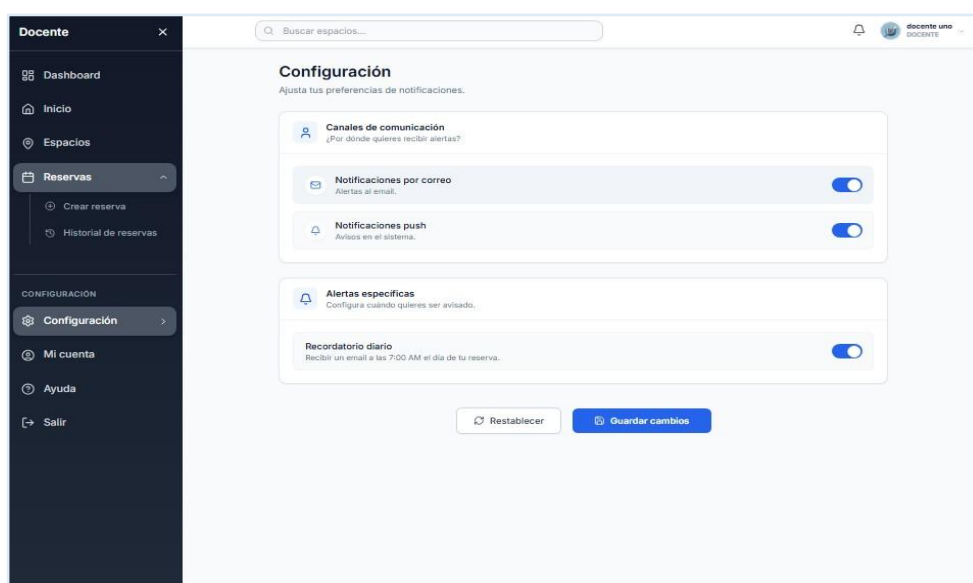 Docente
Buscar espacios...
docente uno
DOCENTE
Dashboard
Inicio
Espacios
Reservas
Crear reserva
Historial de reservas
CONFIGURACIÓN
Configuración
Mi cuenta
Ayuda
Salir
Configuración
Ajusta tus preferencias de notificaciones.
Canales de comunicación
¿Por dónde quieres recibir alertas?
Notificaciones por correo
Alertas al email.
Notificaciones push
Avisos en el sistema.
Alertas específicas
Configura cuándo quieres ser avisado.
Recordatorio diario
Recibir un email a las 7:00 AM el día de tu reserva.
Restablecer
Guardar cambios